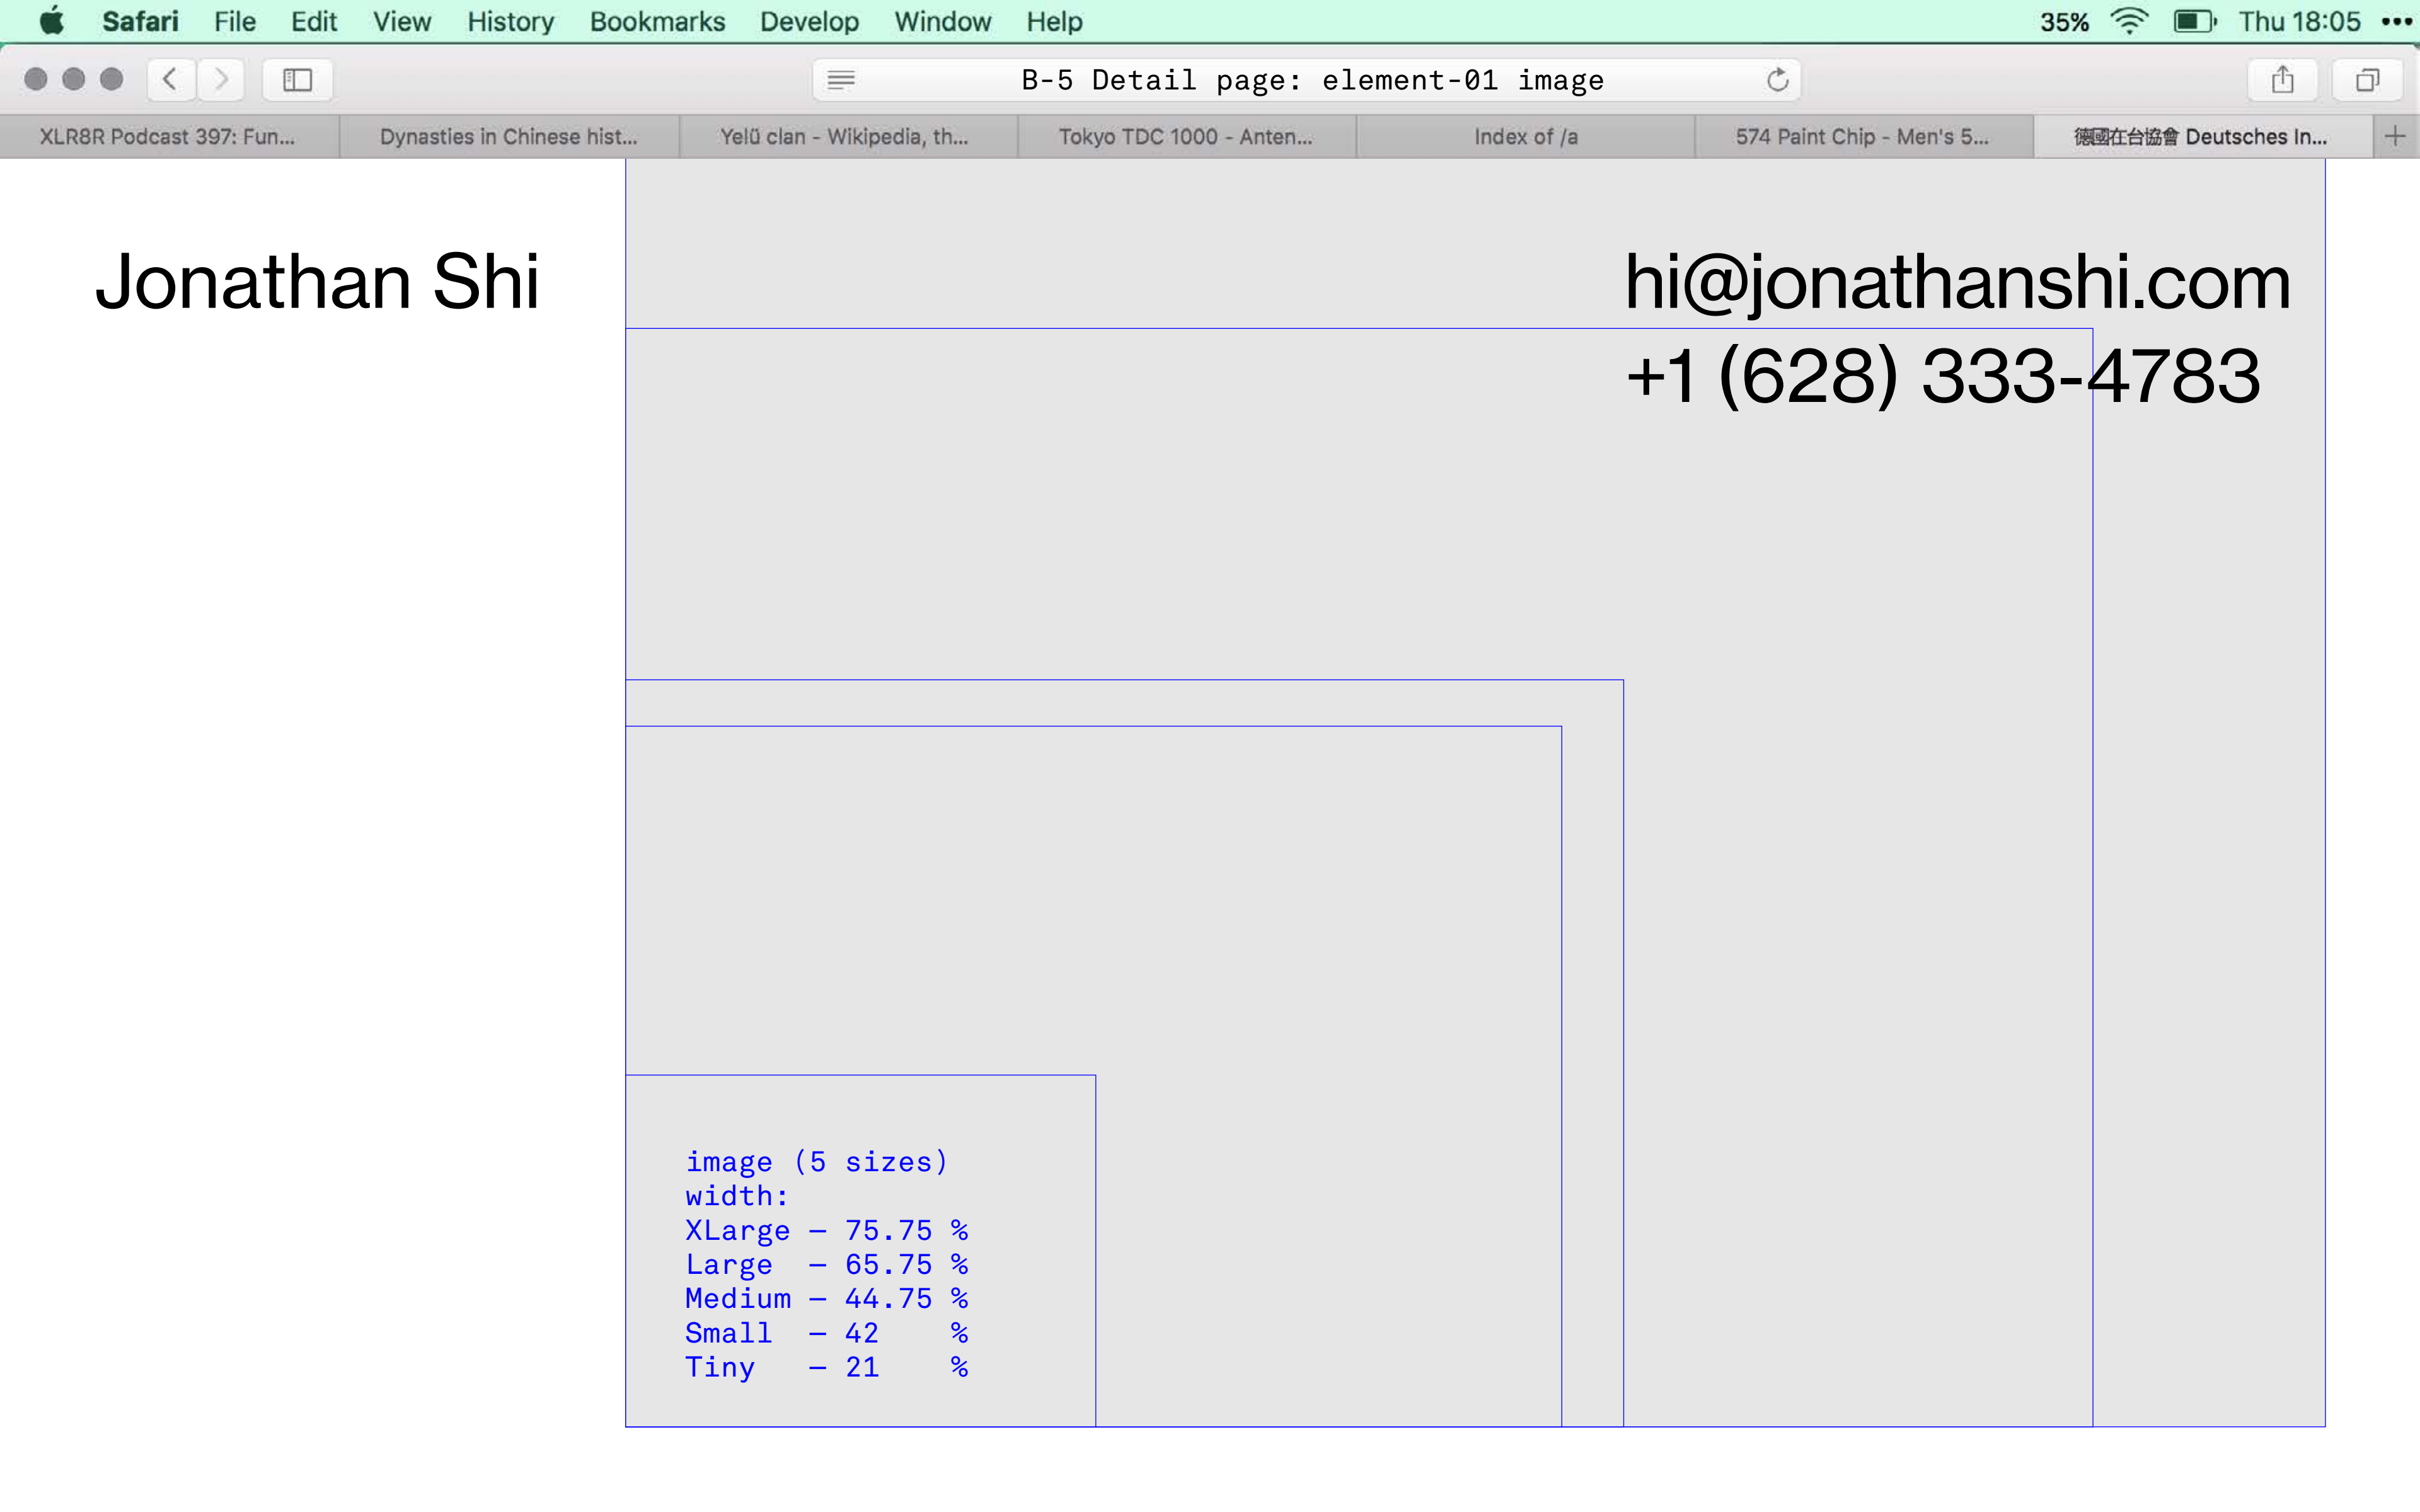 Safari File Edit View History Bookmarks Develop Window Help 35% Thu 18:05
B-5 Detail page: element-01 image
XLR8R Podcast 397: Fun... Dynasties in Chinese hist... Yelü clan - Wikipedia, th... Tokyo TDC 1000 - Anten... Index of /a 574 Paint Chip - Men's 5... 德國在台協會 Deutsches In...
Jonathan Shi hi@jonathanshi.com
+1 (628) 333-4783
image (5 sizes)
width:
XLarge – 75.75 %
Large – 65.75 %
Medium – 44.75 %
Small – 42 %
Tiny – 21 %